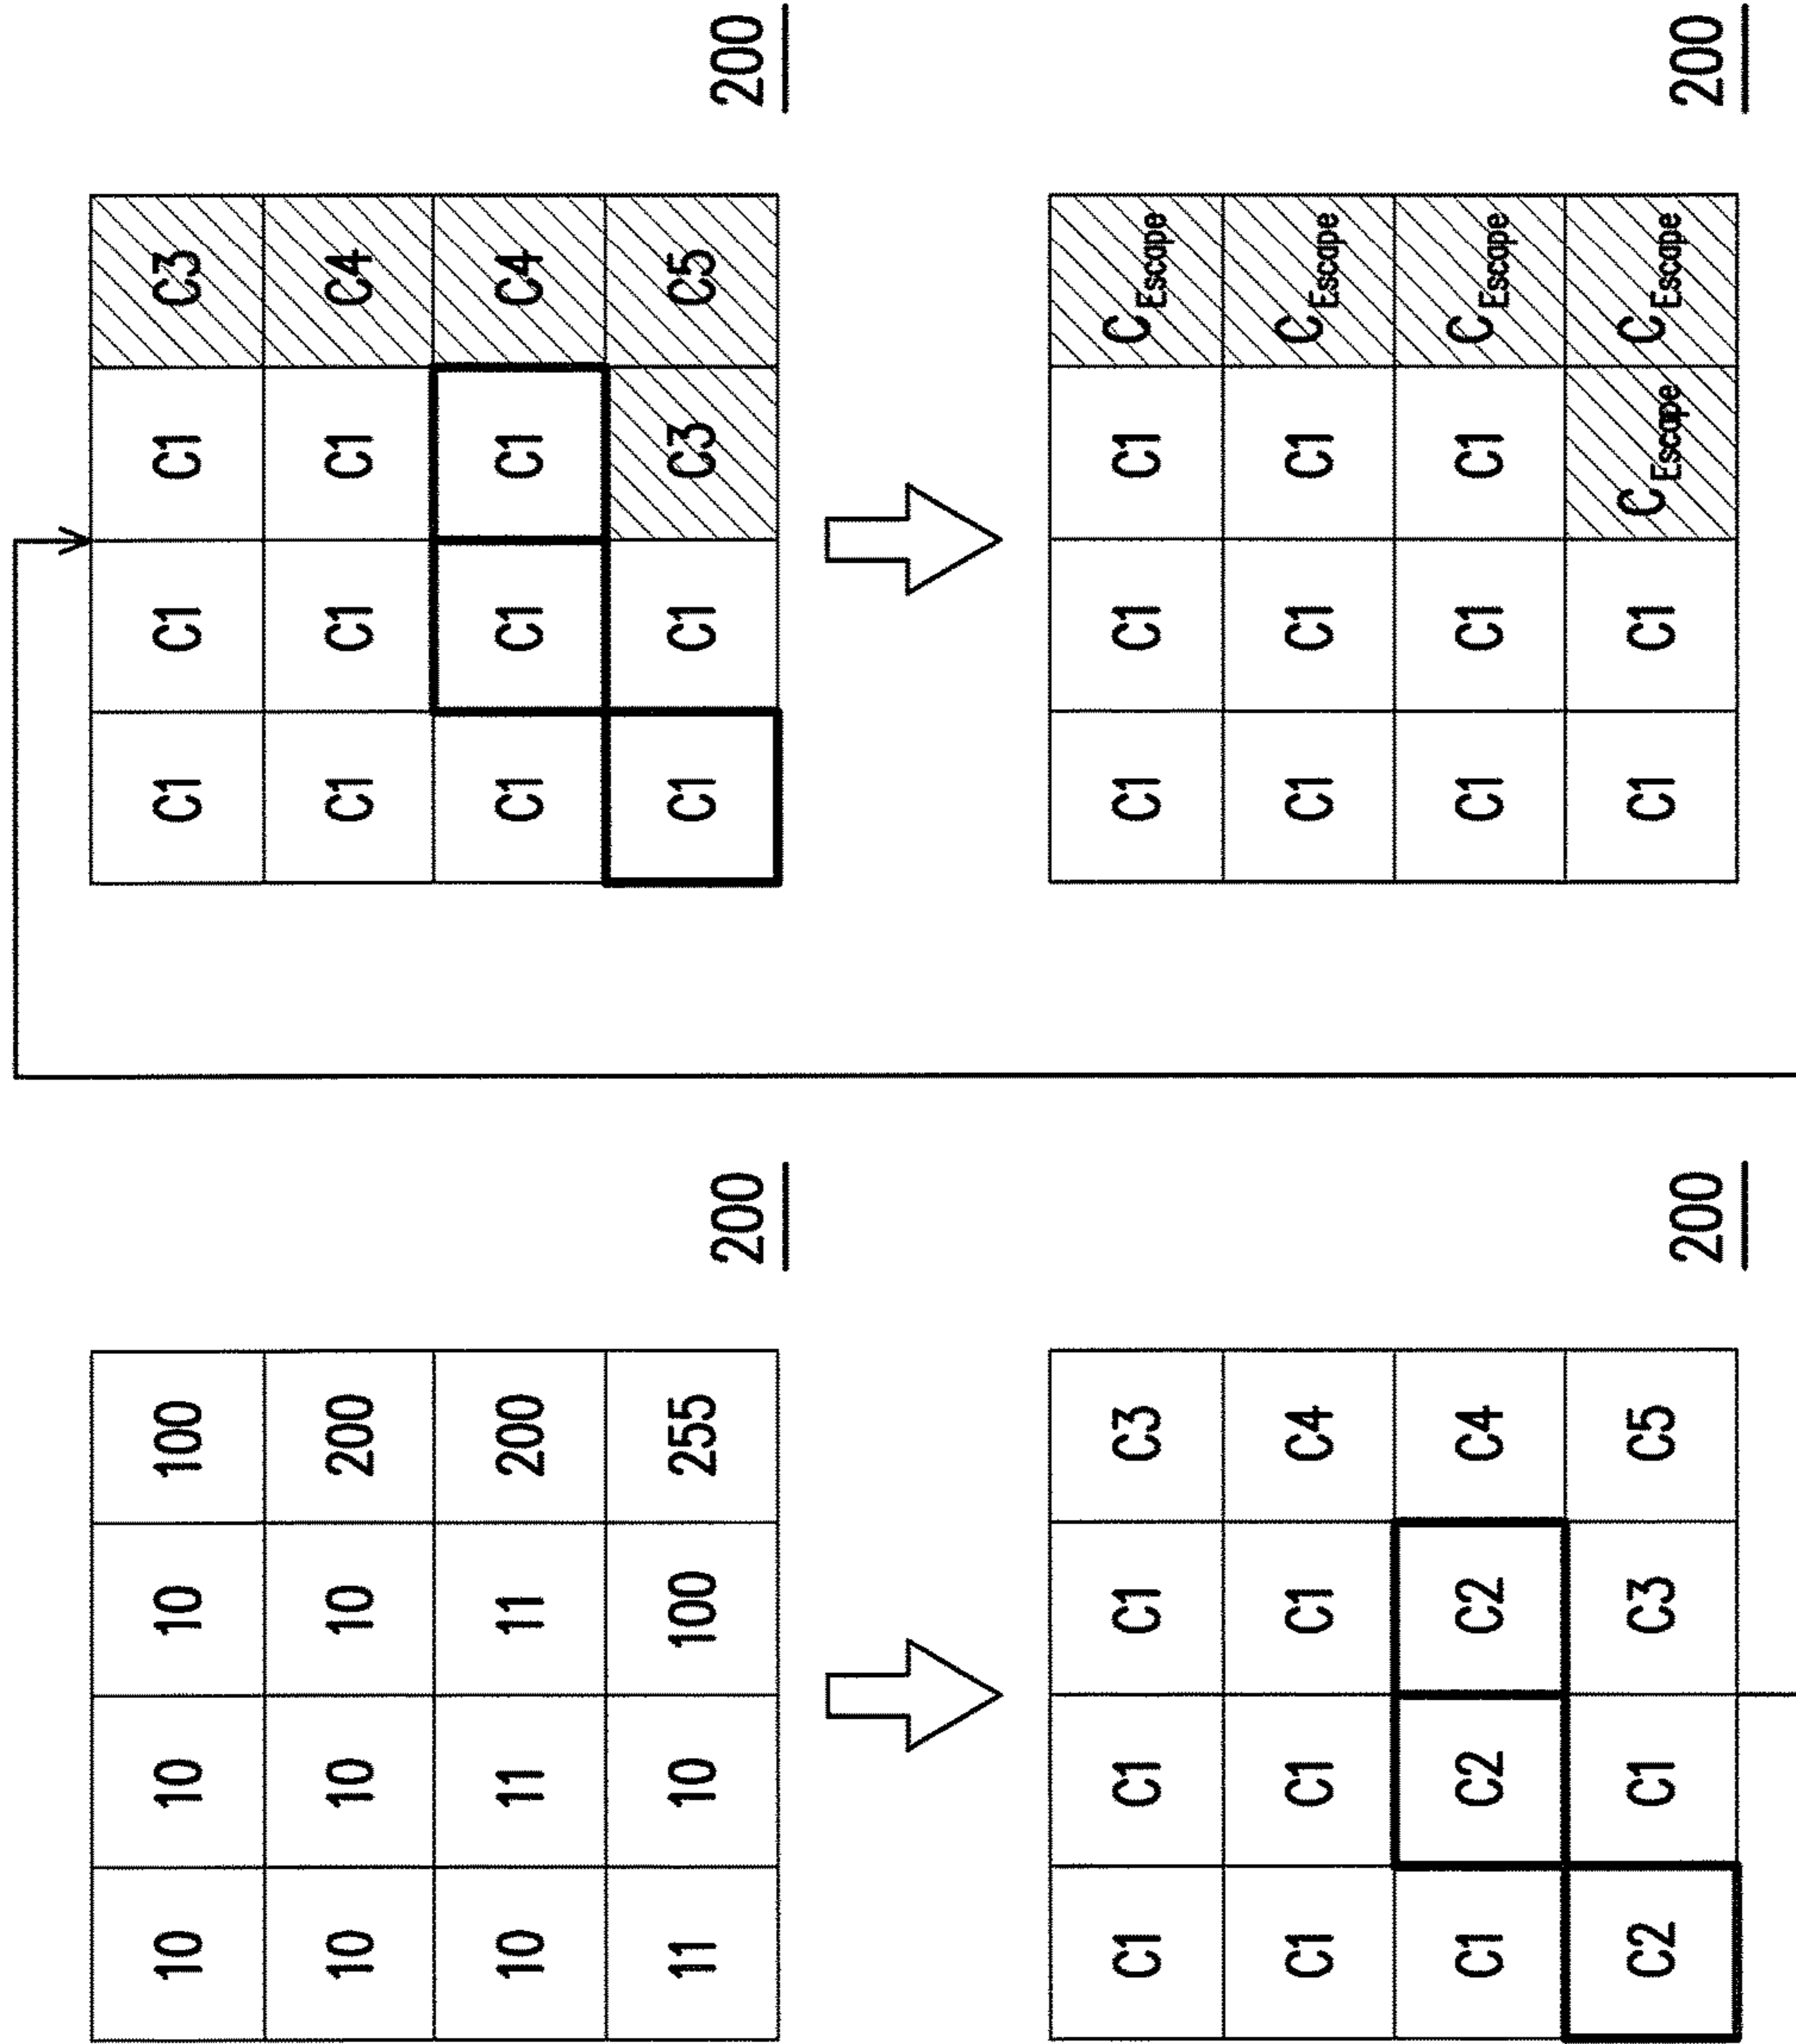 10 10 10 100
10 10 10 200
10 11 11 200
11 10 100 255
200
C1 C1 C1 C3
C1 C1 C1 C4
C1 C2 C2 C4
C2 C1 C3 C5
200
C1 C1 C1 C3
C1 C1 C1 C4
C1 C1 C1 C4
C1 C1 C3 C5
200
C1 C1 C1 CEscape
C1 C1 C1 CEscape
C1 C1 C1 CEscape
C1 C1 CEscape CEscape
200